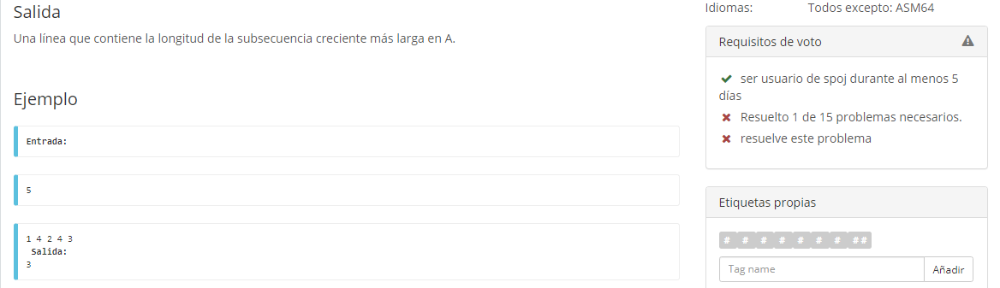 Salida
Una línea que contiene la longitud de la subsecuencia creciente más larga en A.
Ejemplo
Entrada:
5
1 4 2 4 3
Salida:
3
Idiomas: Todos excepto: ASM64
Requisitos de voto
ser usuario de spoj durante al menos 5
días
Resuelto 1 de 15 problemas necesarios.
resuelve este problema
Etiquetas propias
# # # # # # # ##
Tag name Añadir